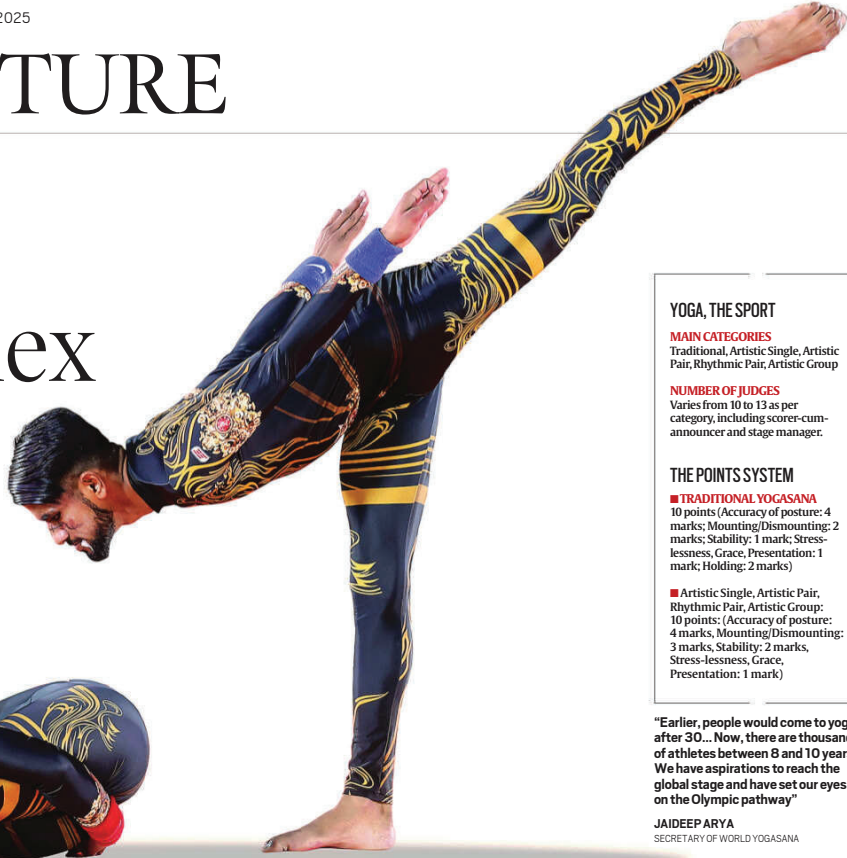 2025
TURE
ex
YOGA, THE SPORT
MAIN CATEGORIES
Traditional, Artistic Single, Artistic
Pair, Rhythmic Pair, Artistic Group
NUMBER OF JUDGES
Varies from 10 to 13 as per
category, including scorer-cum-
announcer and stage manager.
THE POINTS SYSTEM
■ TRADITIONAL YOGASANA
10 points (Accuracy of posture: 4
marks; Mounting/Dismounting: 2
marks; Stability: 1 mark; Stress-
lessness, Grace, Presentation: 1
mark; Holding: 2 marks)
■ Artistic Single, Artistic Pair,
Rhythmic Pair, Artistic Group:
10 points: (Accuracy of posture:
4 marks, Mounting/Dismounting:
3 marks, Stability: 2 marks,
Stress-lessness, Grace,
Presentation: 1 mark)
“Earlier, people would come to yog
after 30... Now, there are thousan
of athletes between 8 and 10 year
We have aspirations to reach the
global stage and have set our eyes
on the Olympic pathway”
JAIDEEP ARYA
SECRETARY OF WORLD YOGASANA